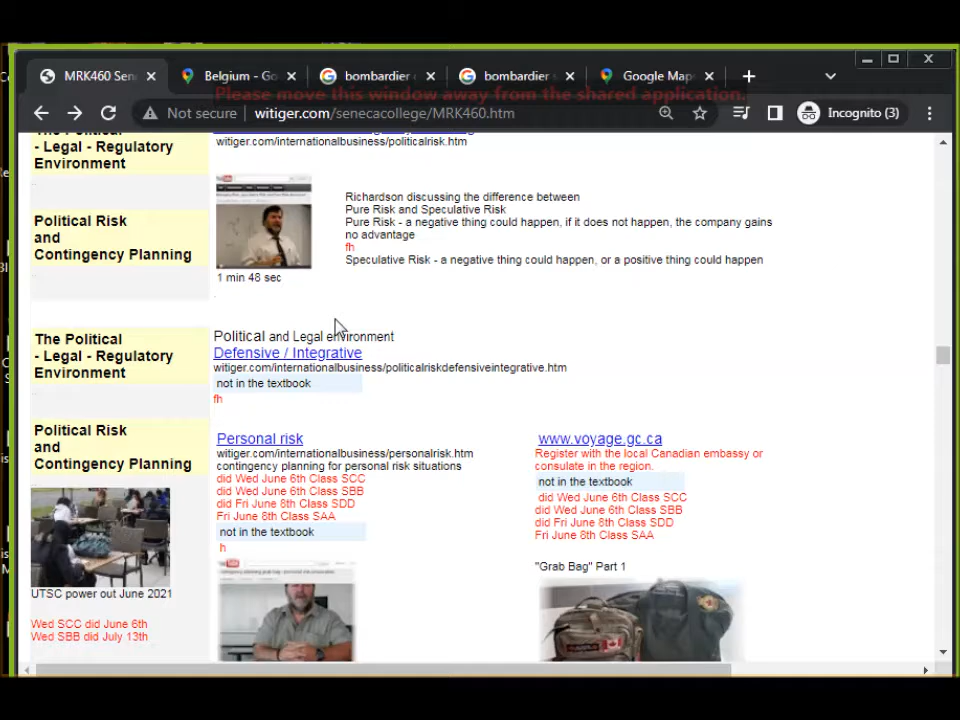 MRK460 Sen
Belgium - Go
bombardier
bombardier
Google Map
Please move this window away from the shared application.
Not secure
witiger.com/senecacollege/MRK460.htm
Incognito (3)
The Political
- Legal - Regulatory
Environment
witiger.com/internationalbusiness/politicalrisk.htm
Political Risk
and
Contingency Planning
1 min 48 sec
Richardson discussing the difference between
Pure Risk and Speculative Risk
Pure Risk - a negative thing could happen, if it does not happen, the company gains
no advantage
fh
Speculative Risk - a negative thing could happen, or a positive thing could happen
The Political
- Legal - Regulatory
Environment
Political and Legal environment
Defensive / Integrative
witiger.com/internationalbusiness/politicalriskdefensiveintegrative.htm
not in the textbook
fh
Political Risk
and
Contingency Planning
UTSC power out June 2021
Wed SCC did June 6th
Wed SBB did July 13th
Personal risk
witiger.com/internationalbusiness/personalrisk.htm
contingency planning for personal risk situations
did Wed June 6th Class SCC
did Wed June 6th Class SBB
did Fri June 8th Class SDD
Fri June 8th Class SAA
not in the textbook
h
www.voyage.gc.ca
Register with the local Canadian embassy or
consulate in the region.
not in the textbook
did Wed June 6th Class SCC
did Wed June 6th Class SBB
did Fri June 8th Class SDD
Fri June 8th Class SAA
"Grab Bag" Part 1